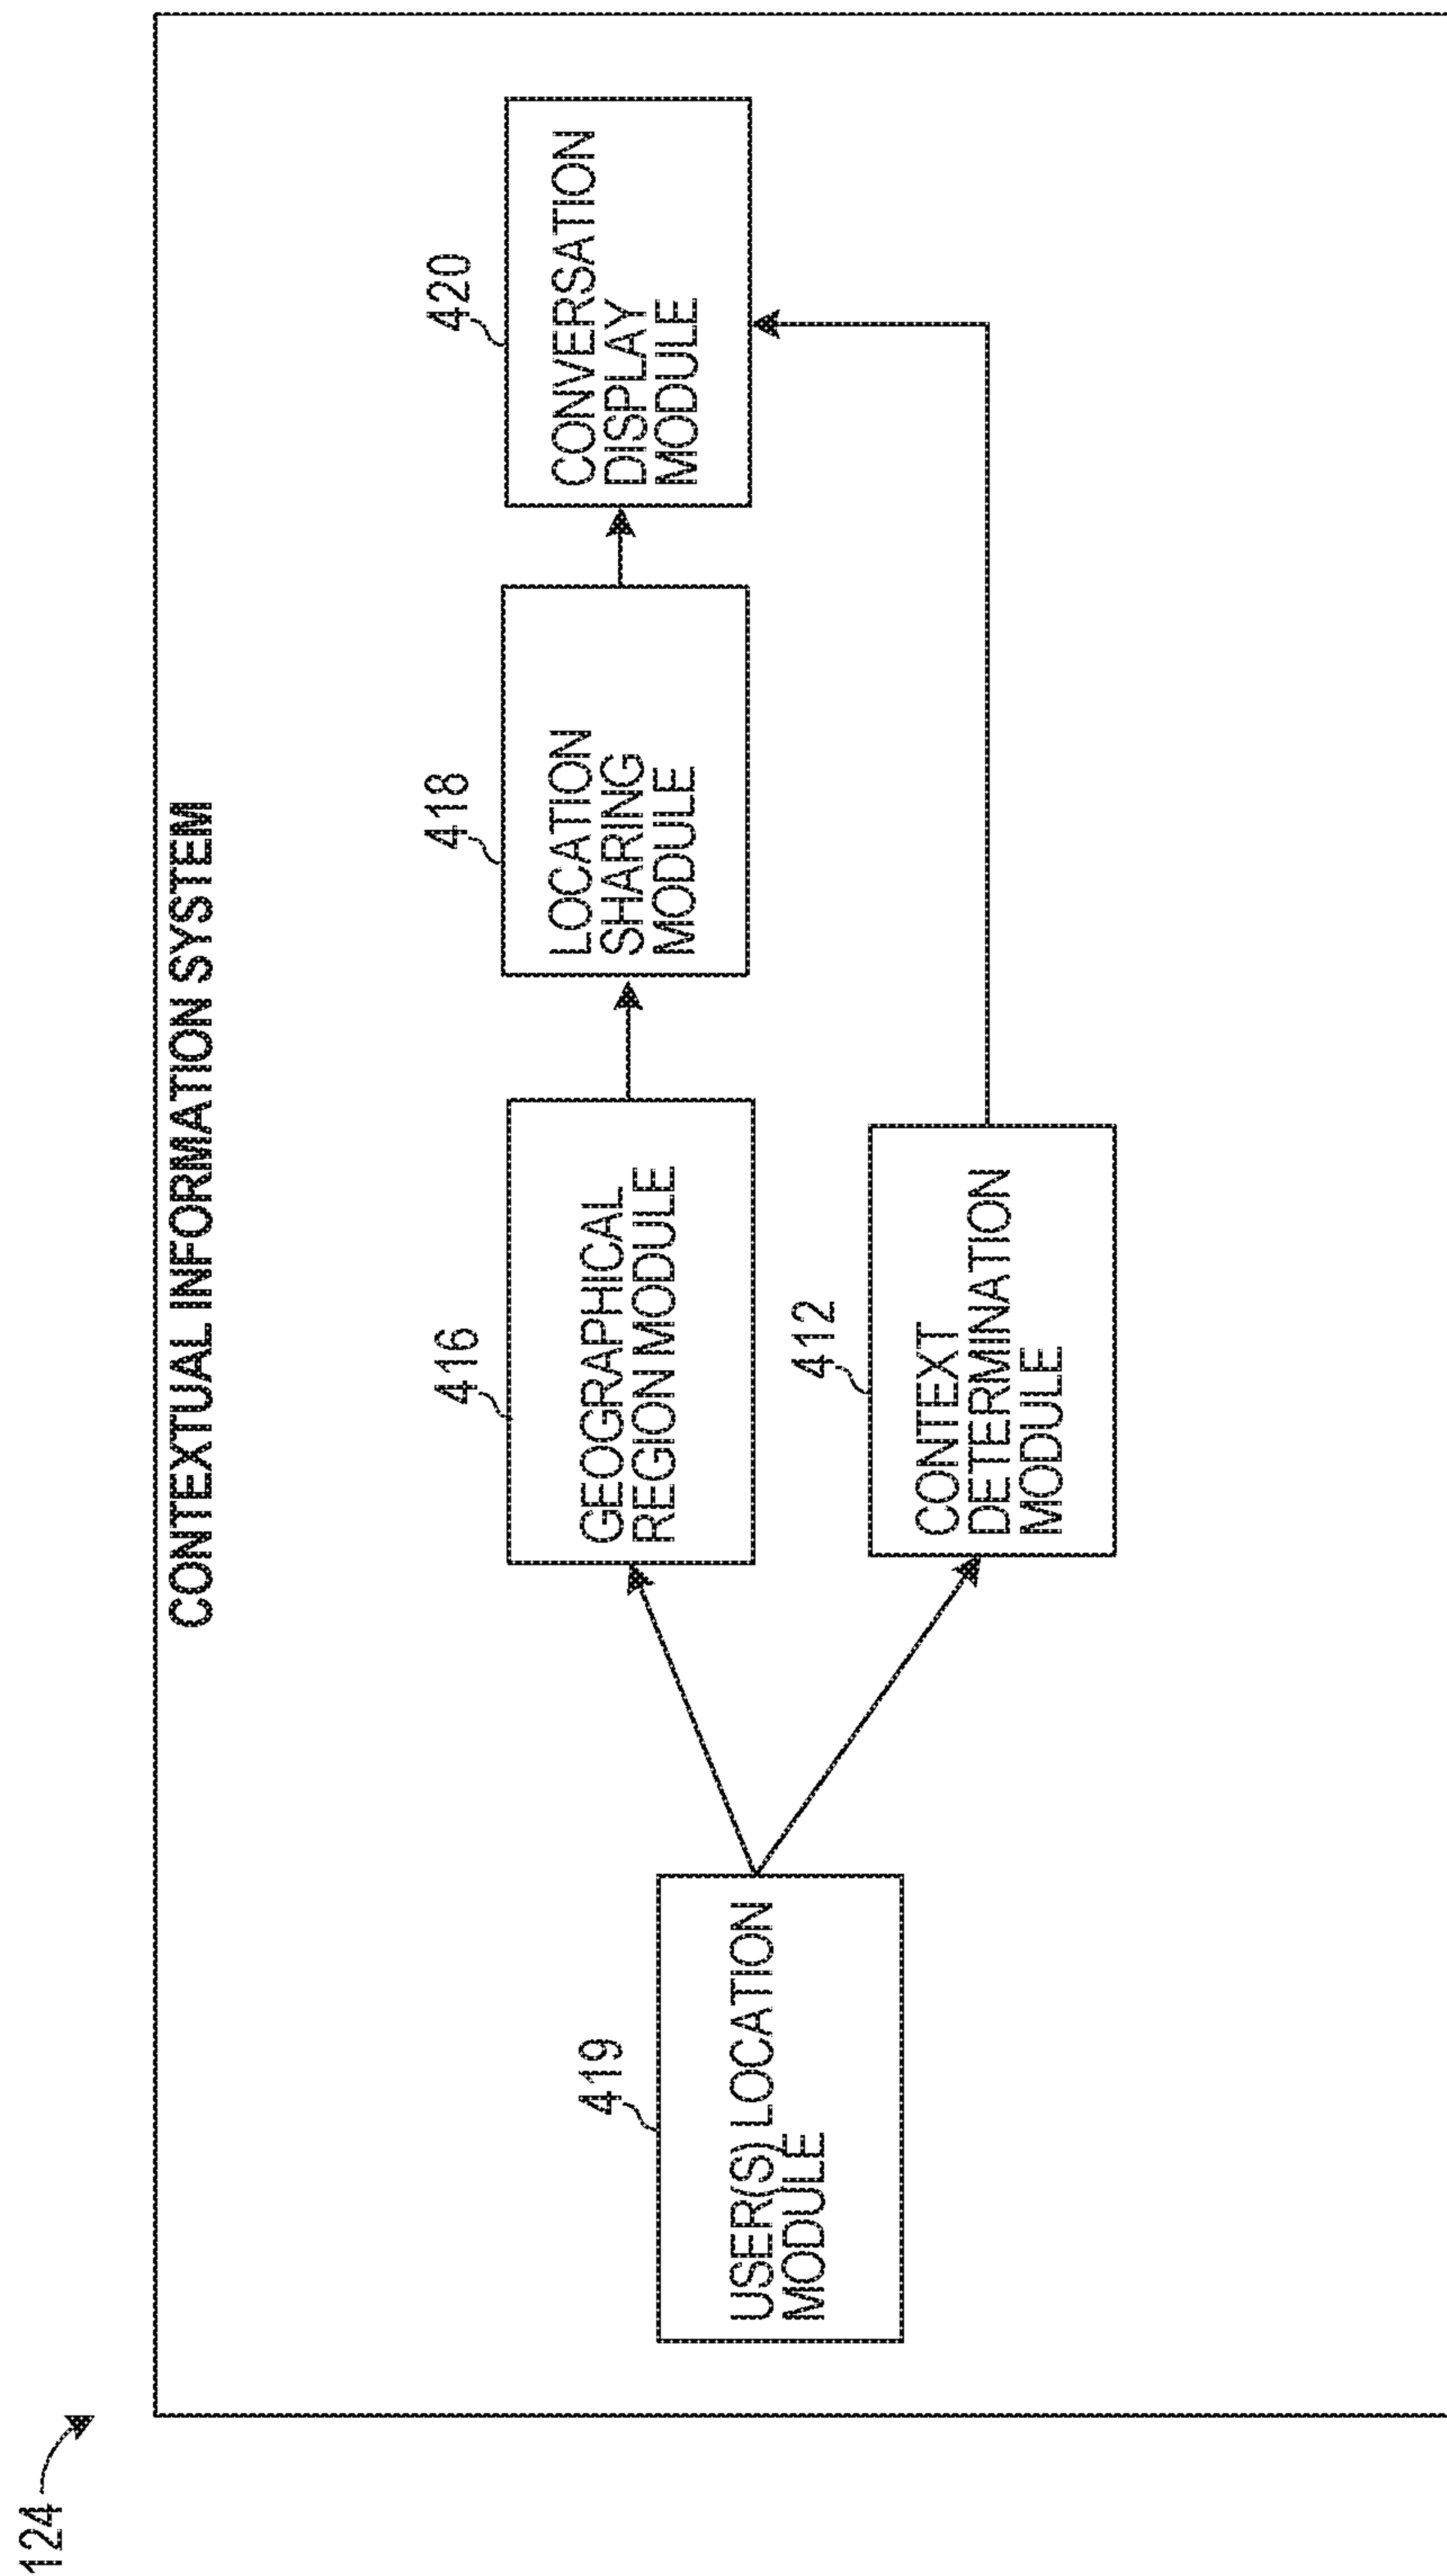 124
CONTEXTUAL INFORMATION SYSTEM
419
USER(S) LOCATION
MODULE
416
GEOGRAPHICAL
REGION MODULE
412
CONTEXT
DETERMINATION
MODULE
418
LOCATION
SHARING
MODULE
420
CONVERSATION
DISPLAY
MODULE